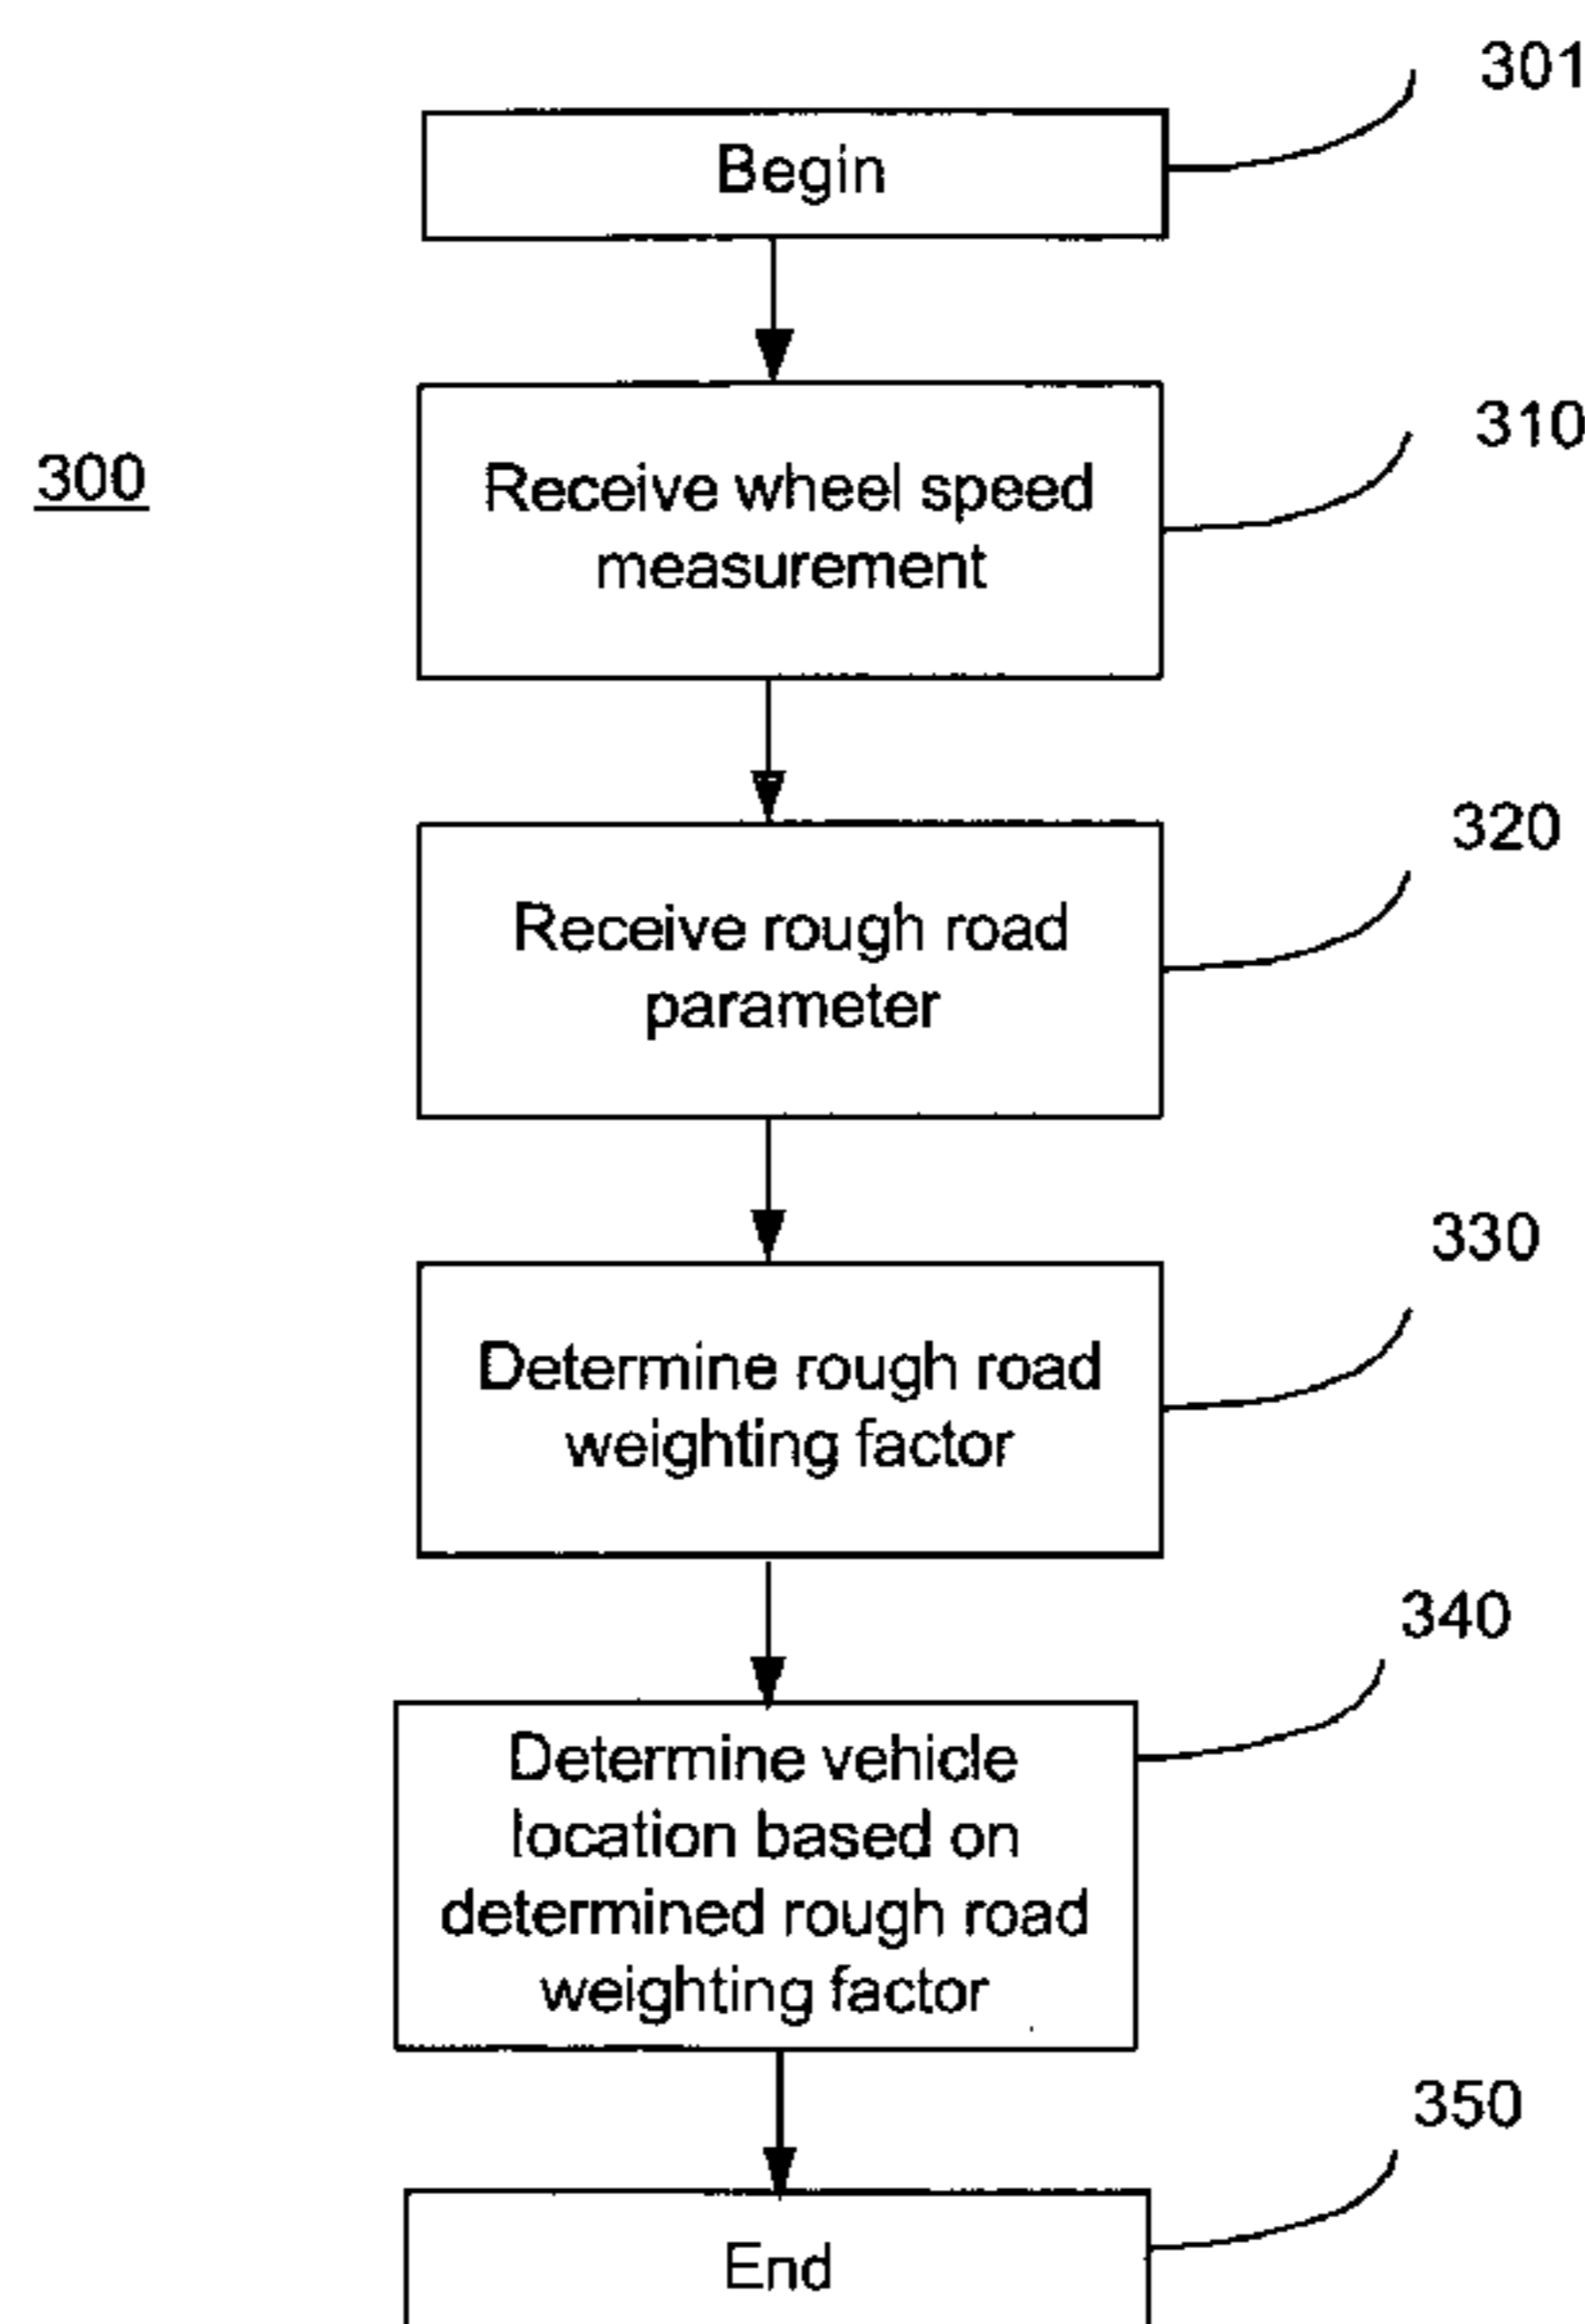 301
Begin
310
300
Receive wheel speed
measurement
320
Receive rough road
parameter
330
Determine rough road
weighting factor
340
Determine vehicle
location based on
determined rough road
weighting factor
350
End